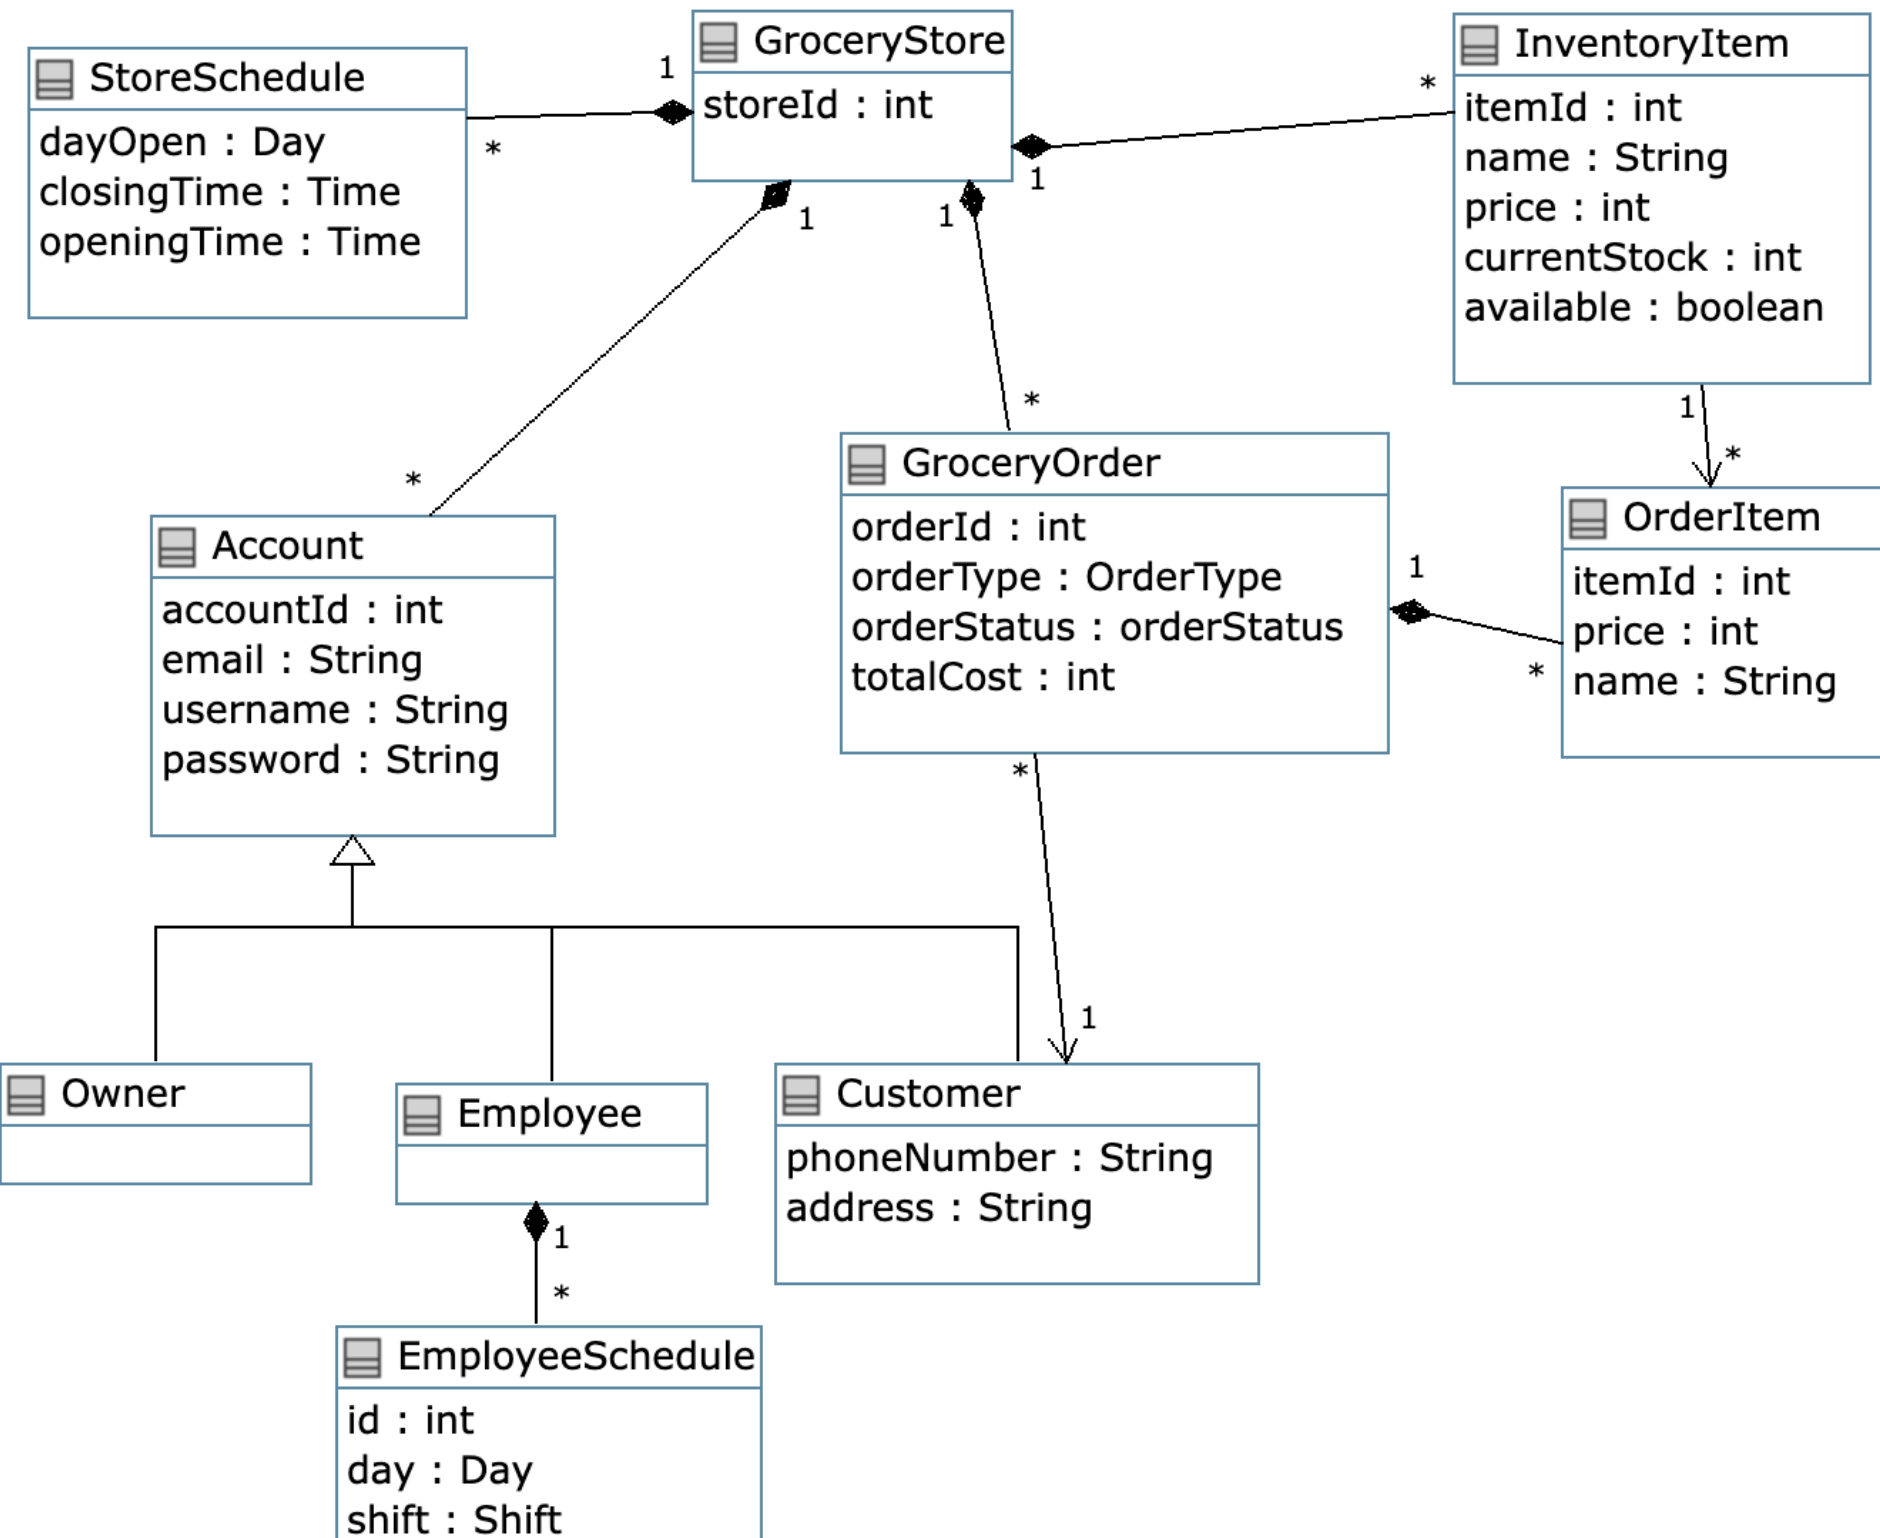 GroceryStore
storeId : int
1
1
1
1
StoreSchedule
dayOpen : Day
closingTime : Time
openingTime : Time
*
InventoryItem
itemId : int
name : String
price : int
currentStock : int
available : boolean
*
1
*
Account
accountId : int
email : String
username : String
password : String
*
GroceryOrder
orderId : int
orderType : OrderType
orderStatus : orderStatus
totalCost : int
*
1
*
OrderItem
itemId : int
price : int
name : String
*
1
Owner
Employee
1
*
Customer
phoneNumber : String
address : String
EmployeeSchedule
id : int
day : Day
shift : Shift